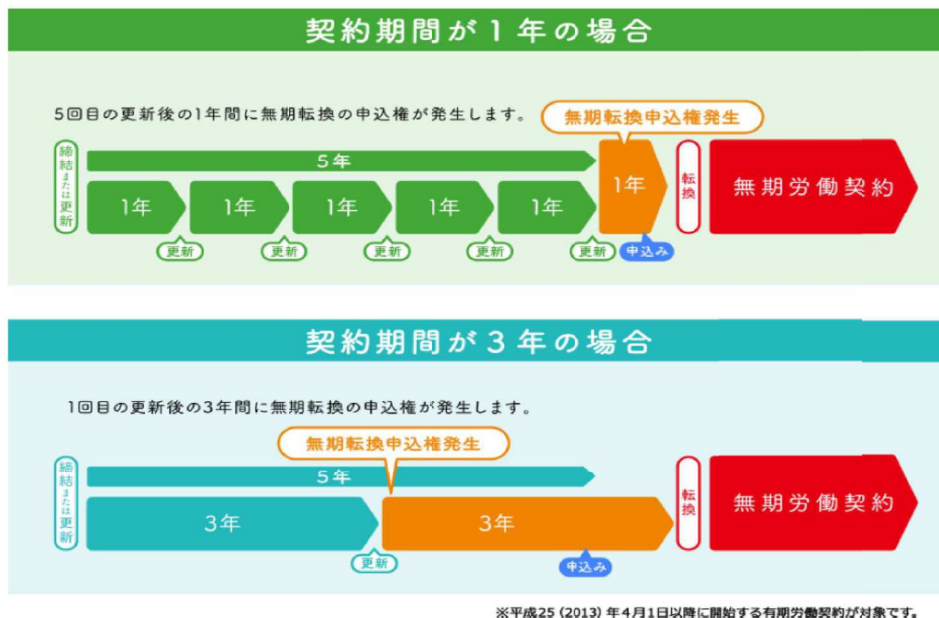 契約期間が1年の場合
5回目の更新後の1年間に無期転換の申込権が発生します。
無期転換申込権発生
締結または更新
5年
1年
1年
1年
1年
1年
1年
転換
無期労働契約
更新
更新
更新
更新
更新
申込み
契約期間が3年の場合
1回目の更新後の3年間に無期転換の申込権が発生します。
無期転換申込権発生
締結または更新
5年
3年
3年
転換
無期労働契約
更新
申込み
※平成25(2013)年4月1日以降に開始する有期労働契約が対象です。